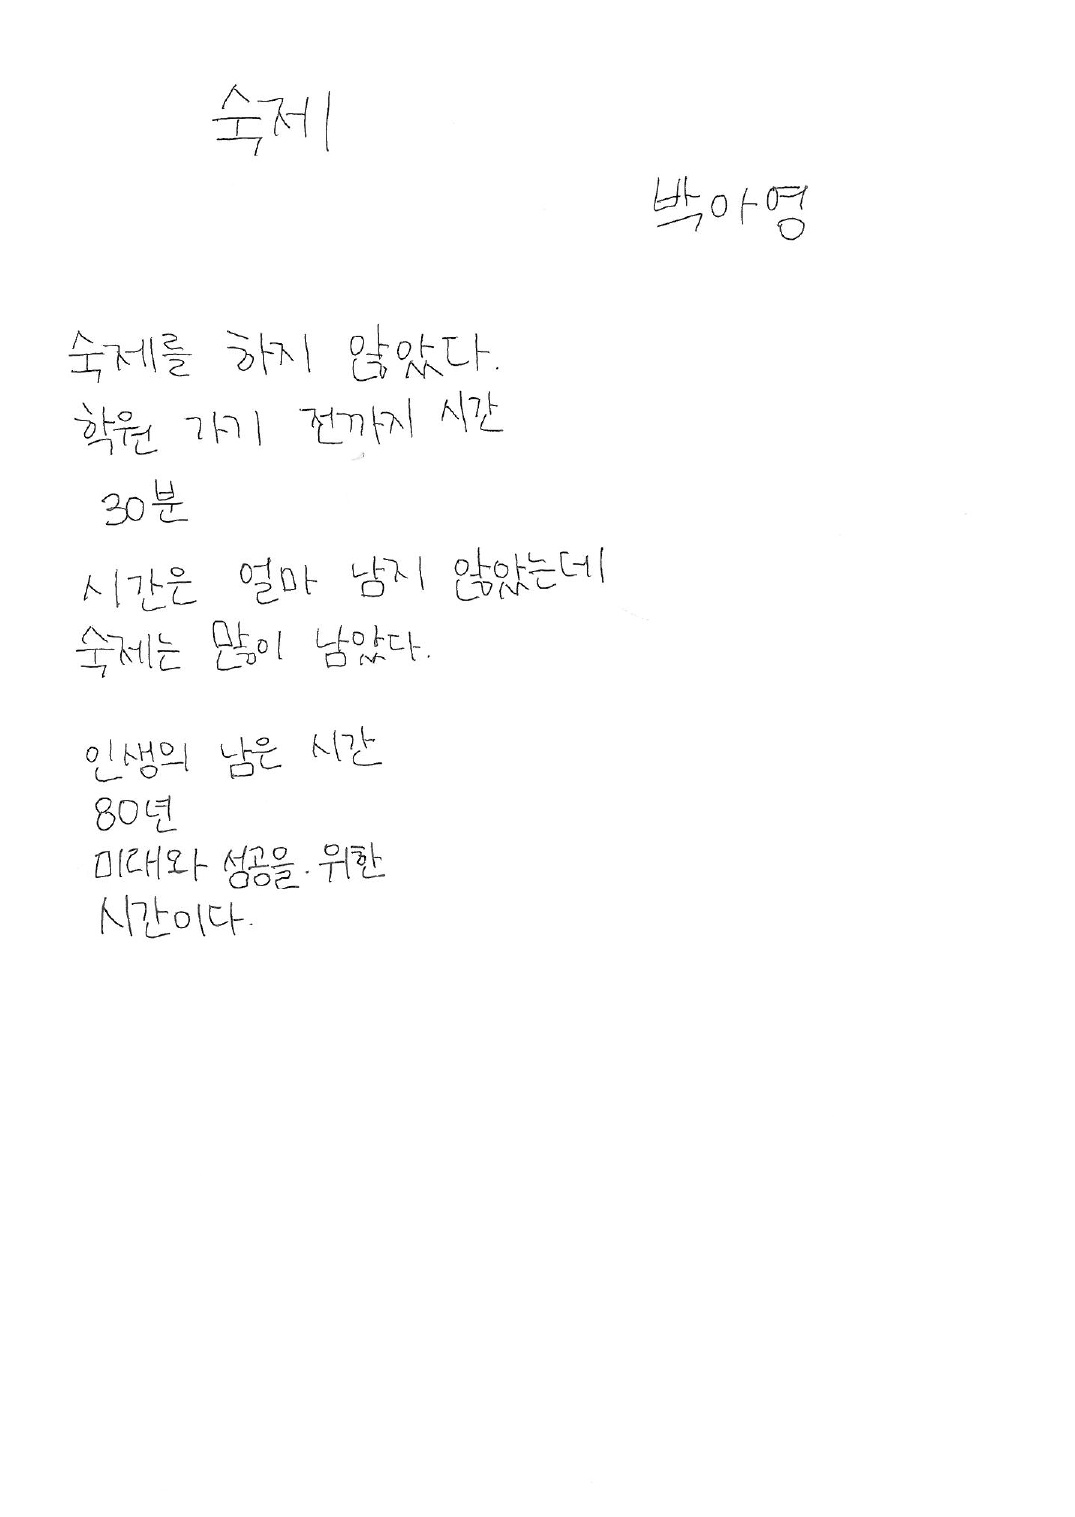 숙제
박아영
숙제를 하지 않았다.
학원 가기 전까지 시간
30분
시간은 얼마 남지 않았는데
숙제는 많이 남았다.
인생의 남은 시간
80년
미래와 성공을 위한
시간이다.